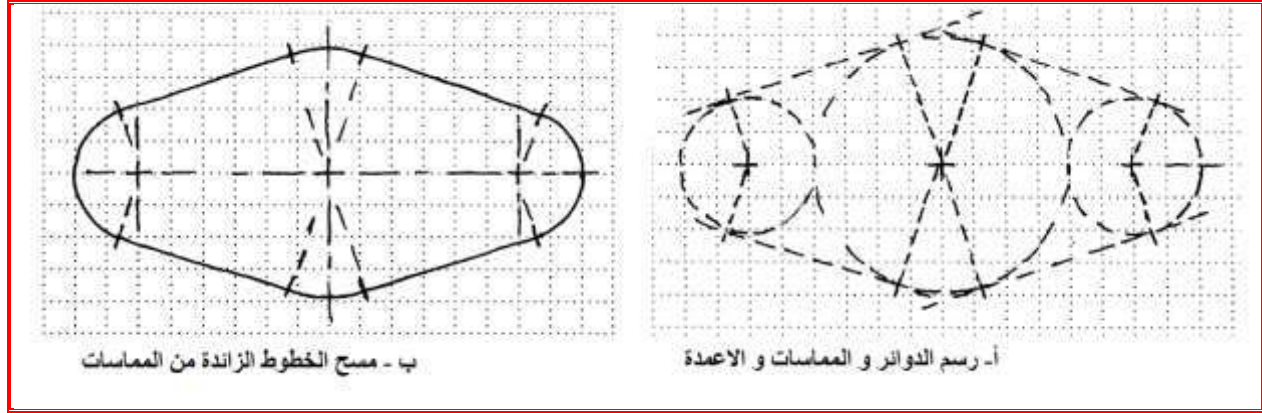 أ- رسم الدوائر و المماسات و الاعمدة
ب - مسح الخطوط الزائدة من المماسات